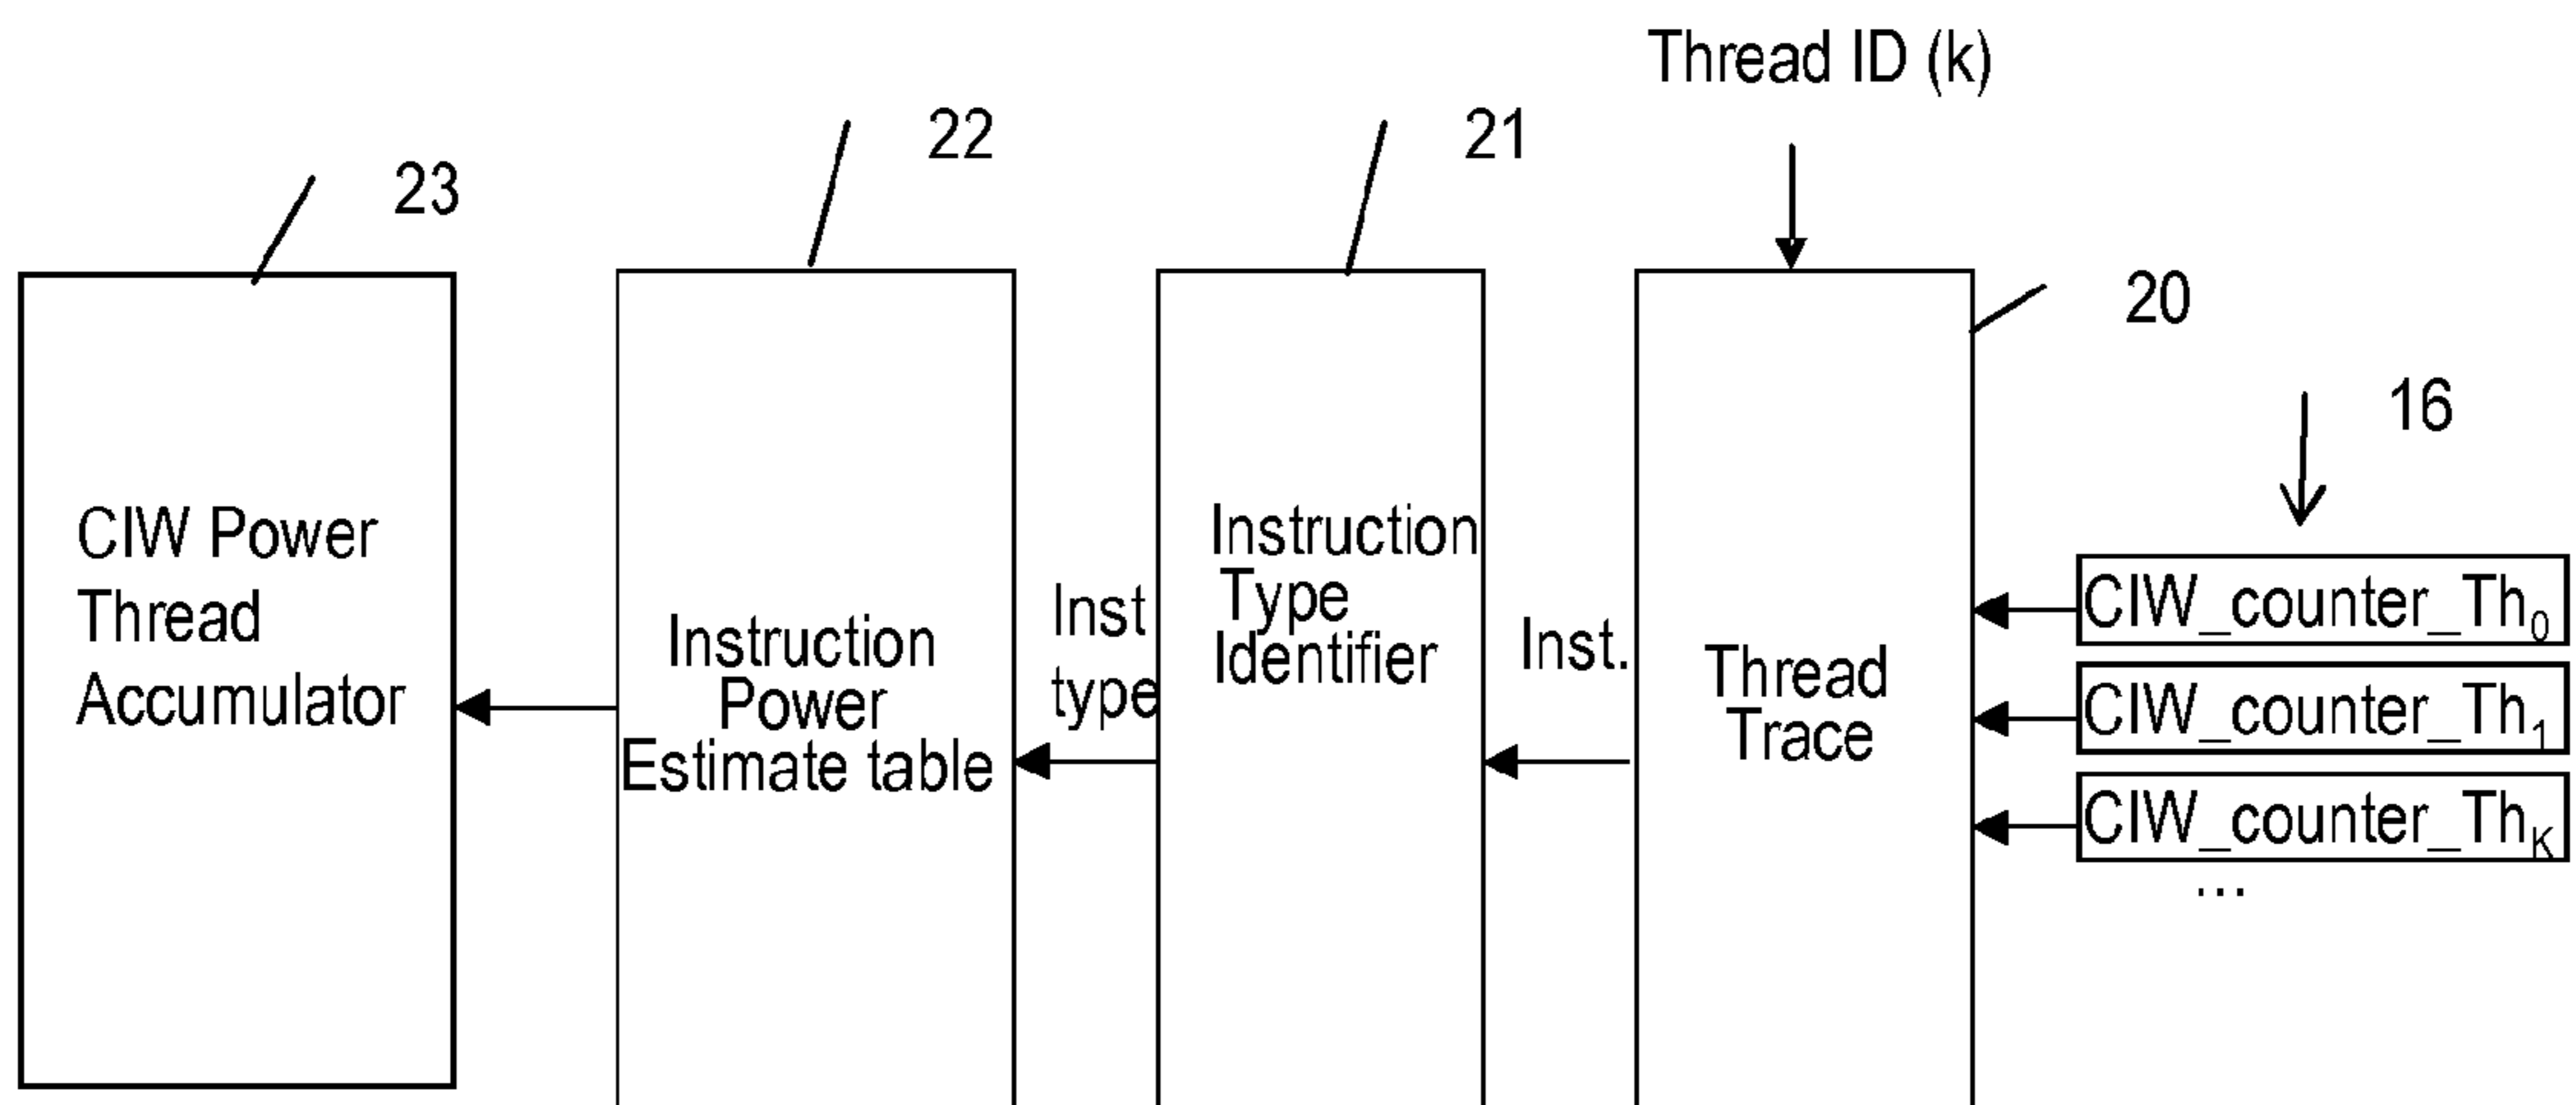 Thread ID (k)
22
21
23
20
16
CIW Power
Thread
Accumulator
Instruction
Power
Estimate table
Inst
type
Instruction
Type
Identifier
Inst.
Thread
Trace
CIW_counter_Th₀
CIW_counter_Th₁
CIW_counter_Th_K
...